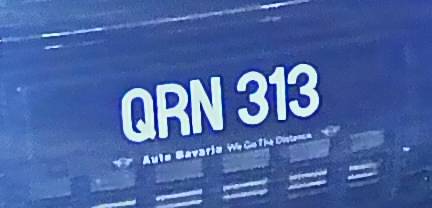 QRN 313
Auto Bavaria We Go The Distance